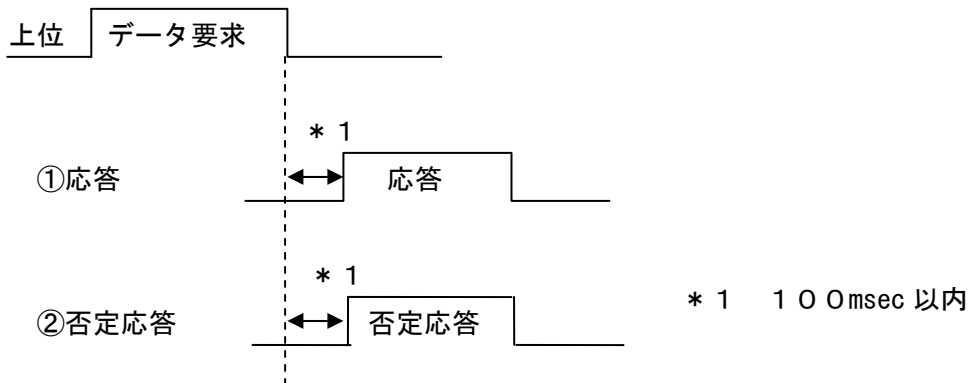 上位 データ要求
＊１
①応答 応答
＊１
＊１ １００msec 以内
②否定応答 否定応答